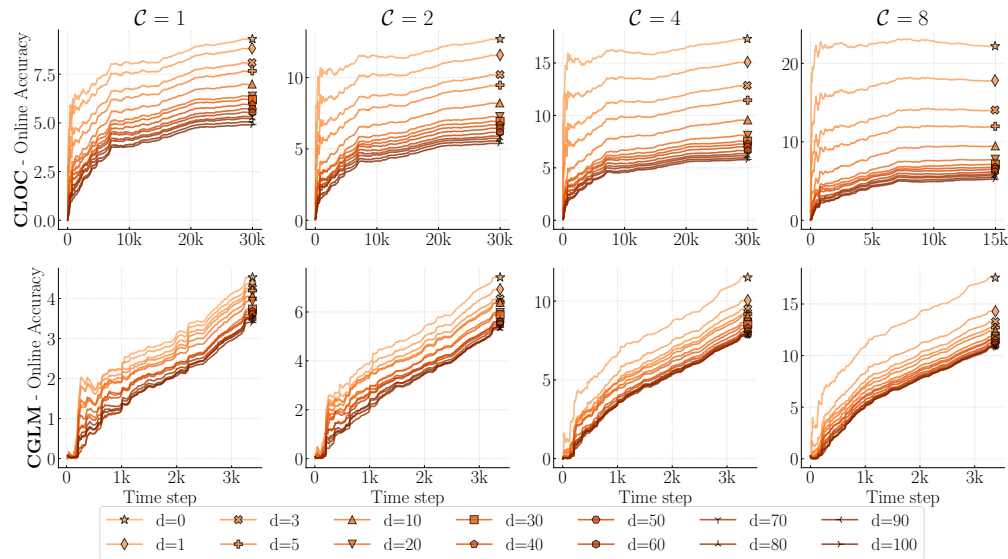 C = 1
C = 2
C = 4
C = 8
CLOC - Online Accuracy
7.5
5.0
2.5
0.0
0
10k
20k
30k
10
5
0
0
10k
20k
30k
15
10
5
0
0
10k
20k
30k
20
10
0
0
5k
10k
15k
CGLM - Online Accuracy
4
3
2
1
0
0
1k
2k
3k
Time step
6
4
2
0
0
1k
2k
3k
Time step
10
5
0
0
1k
2k
3k
Time step
15
10
5
0
0
1k
2k
3k
Time step
d=0 d=3 d=10 d=30 d=50 d=70 d=90
d=1 d=5 d=20 d=40 d=60 d=80 d=100